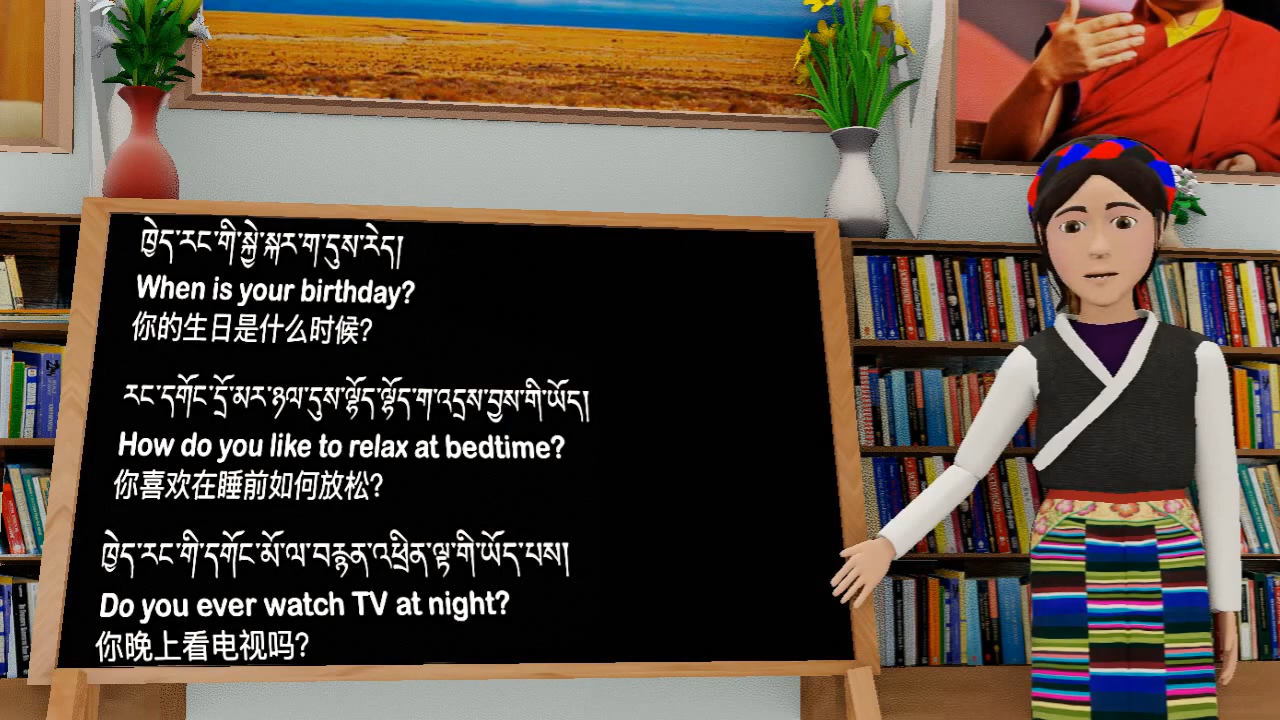 ཁྱེད་རང་གི་སྐྱེ་སྐར་ག་དུས་རེད།
When is your birthday?
你的生日是什么时候?
རང་དགོང་དྲོ་མར་ཉལ་དུས་ལྷོད་ལྷོད་ག་འདྲས་བྱས་གི་ཡོད།
How do you like to relax at bedtime?
你喜欢在睡前如何放松?
ཁྱེད་རང་གི་དགོང་མོ་ལ་བརྙན་འཕྲིན་ལྟ་གི་ཡོད་པས།
Do you ever watch TV at night?
你晚上看电视吗?